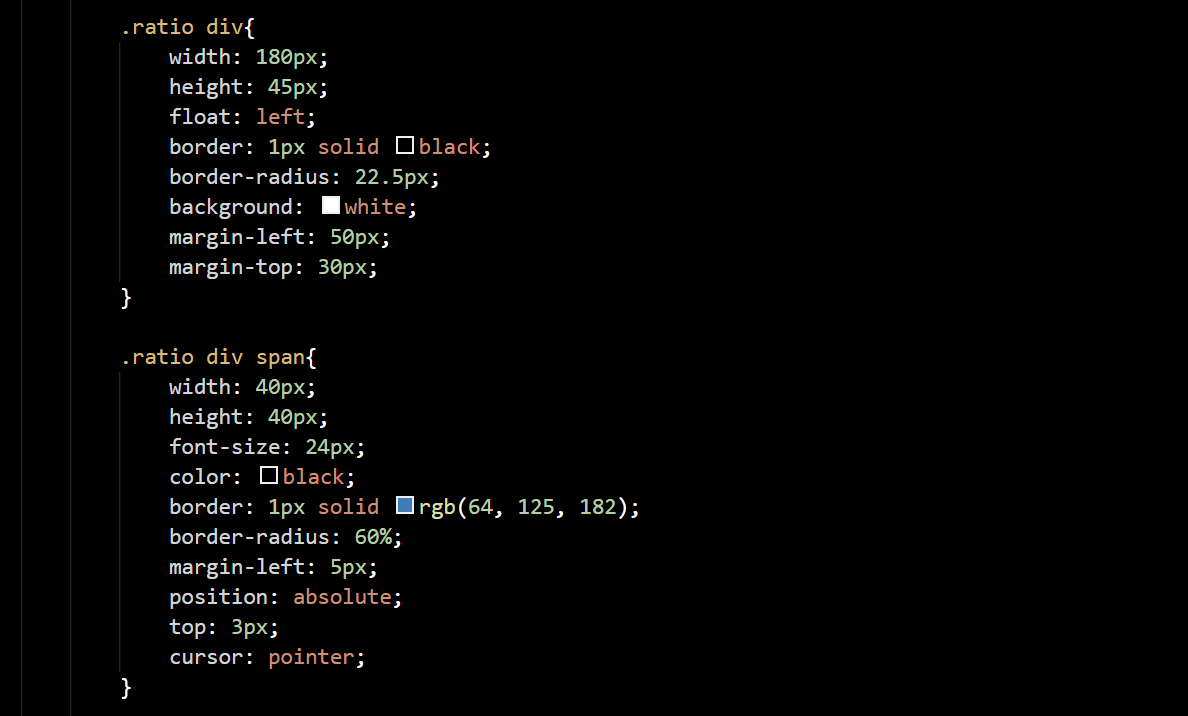 .ratio div{
width: 180px;
height: 45px;
float: left;
border: 1px solid black;
border-radius: 22.5px;
background: white;
margin-left: 50px;
margin-top: 30px;
}
.ratio div span{
width: 40px;
height: 40px;
font-size: 24px;
color: black;
border: 1px solid rgb(64, 125, 182);
border-radius: 60%;
margin-left: 5px;
position: absolute;
top: 3px;
cursor: pointer;
}